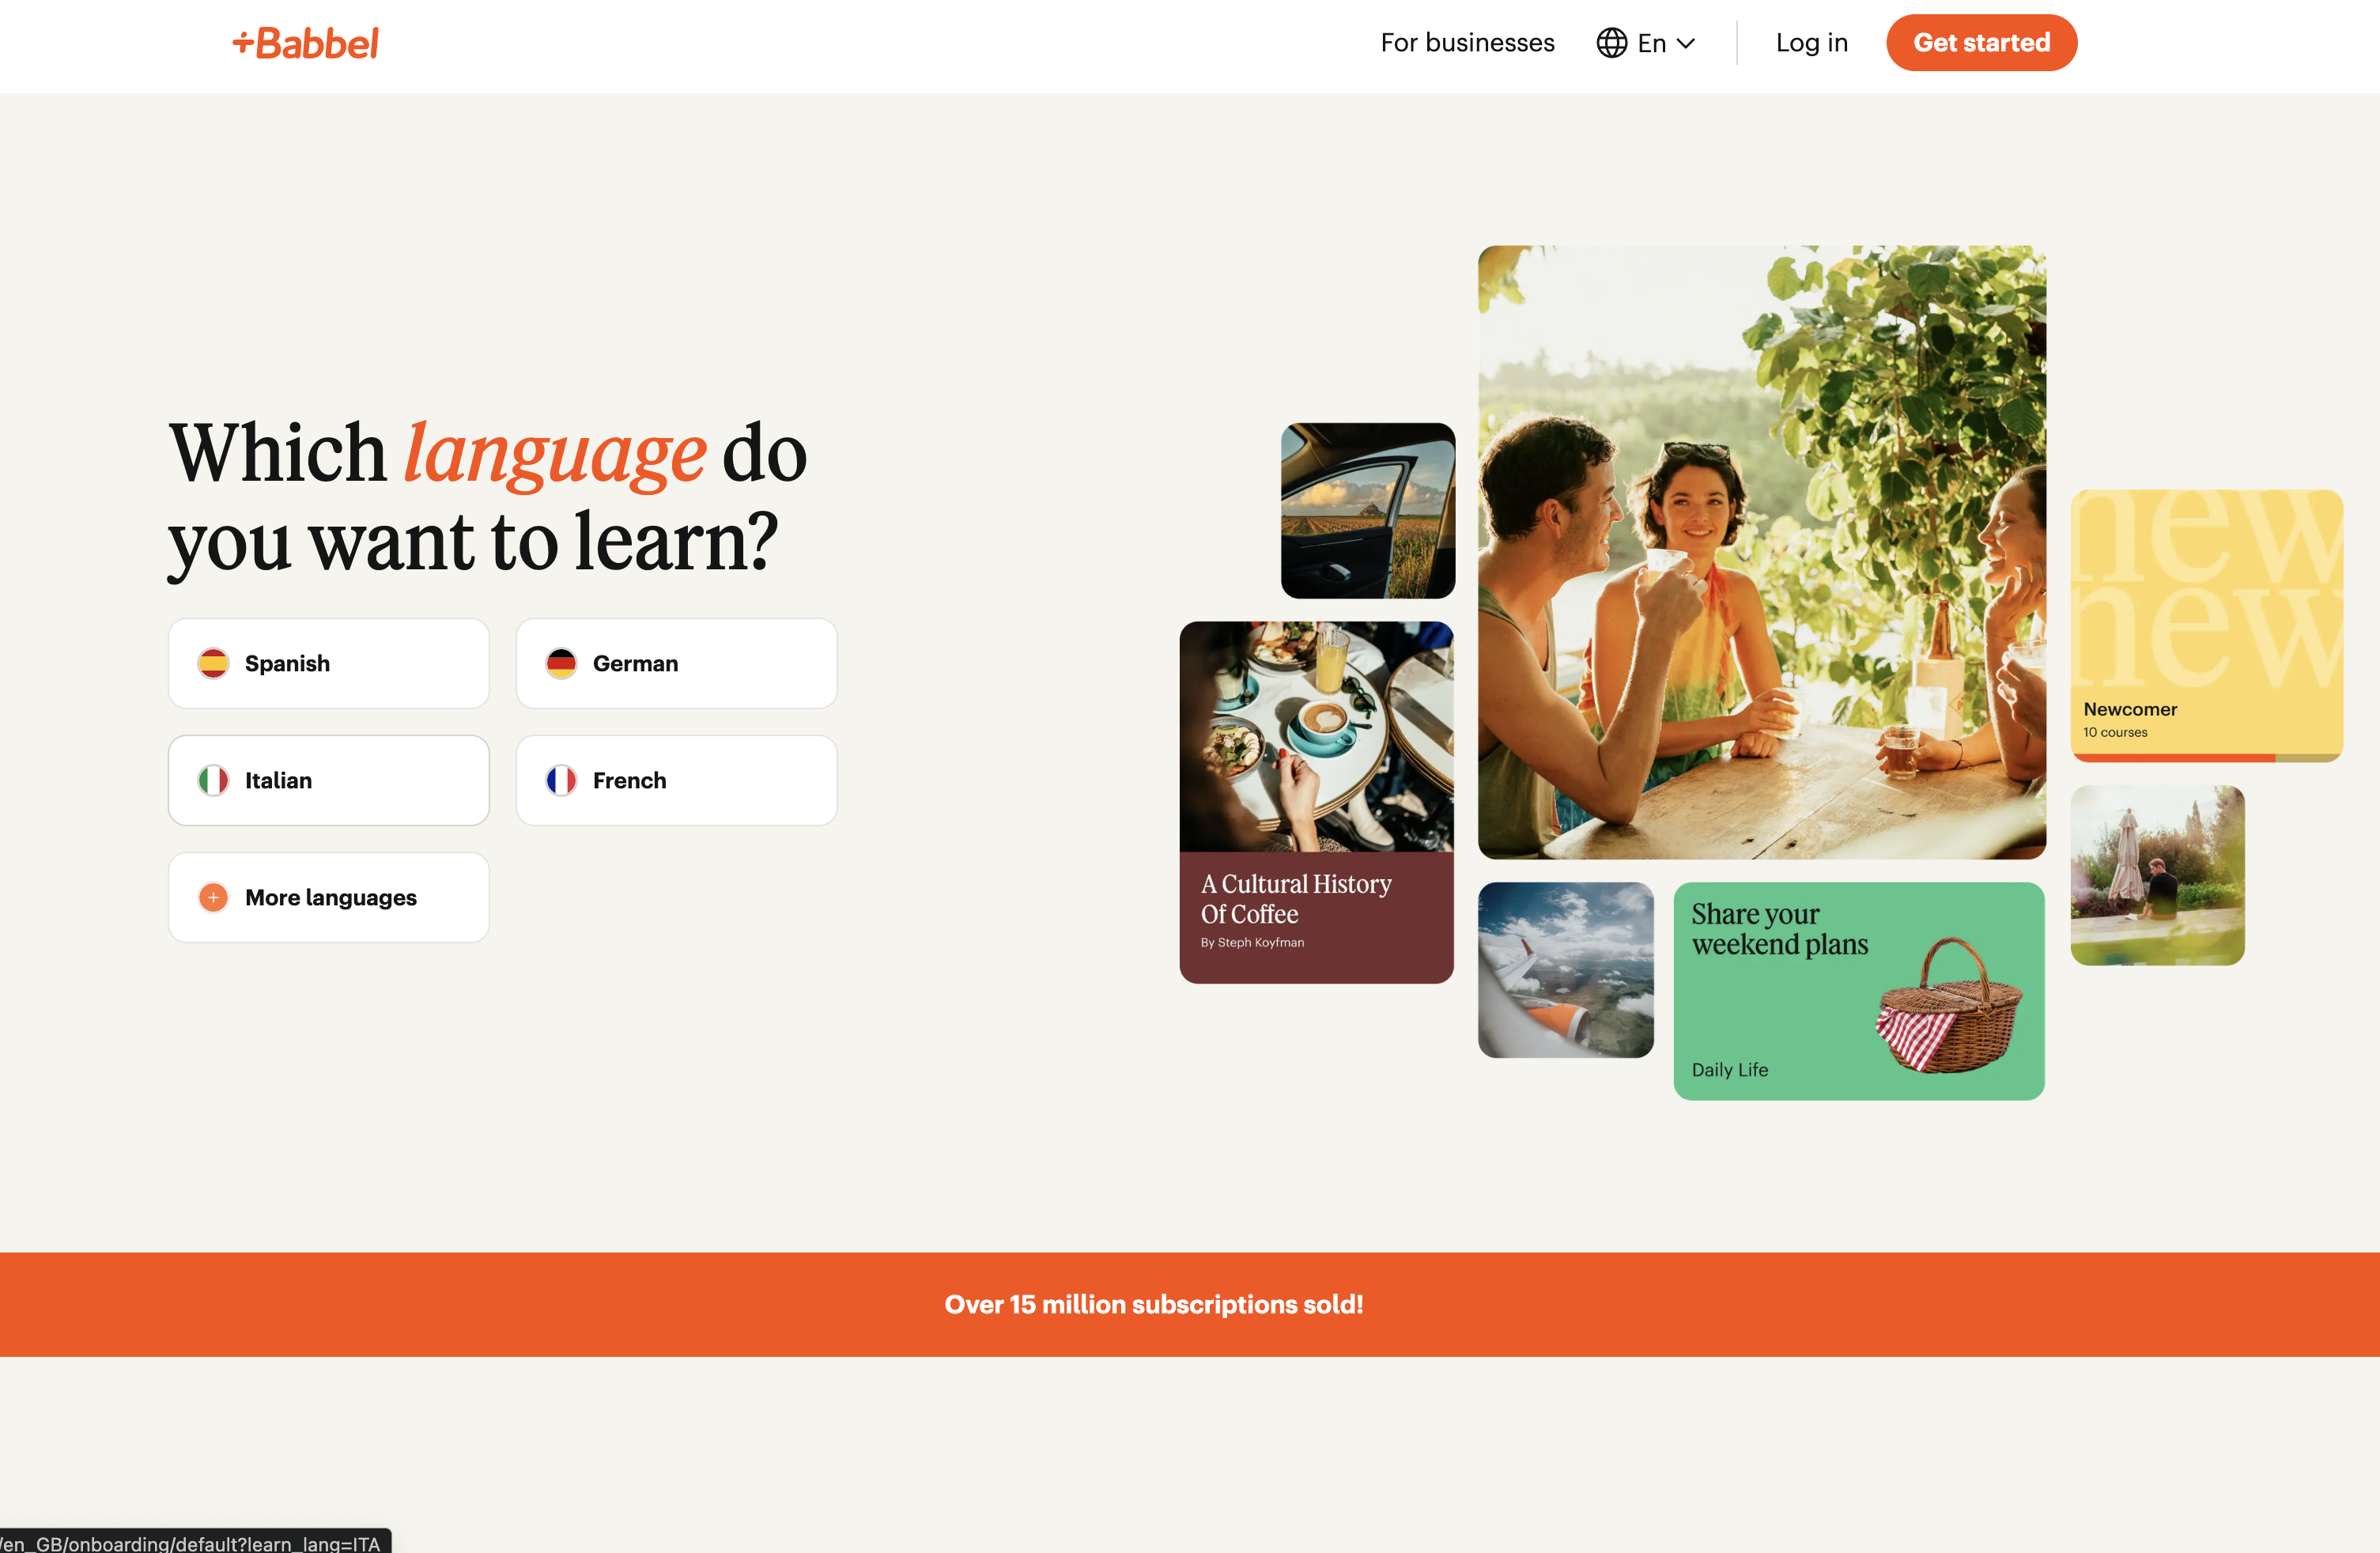 +Babbel
For businesses
En
Log in
Get started
Which language do
you want to learn?
Spanish
German
Italian
French
+
More languages
A Cultural History
Of Coffee
By Steph Koyfman
new
new
Newcomer
10 courses
Share your
weekend plans
Daily Life
Over 15 million subscriptions sold!
/en_GB/onboarding/default?learn_lang=ITA